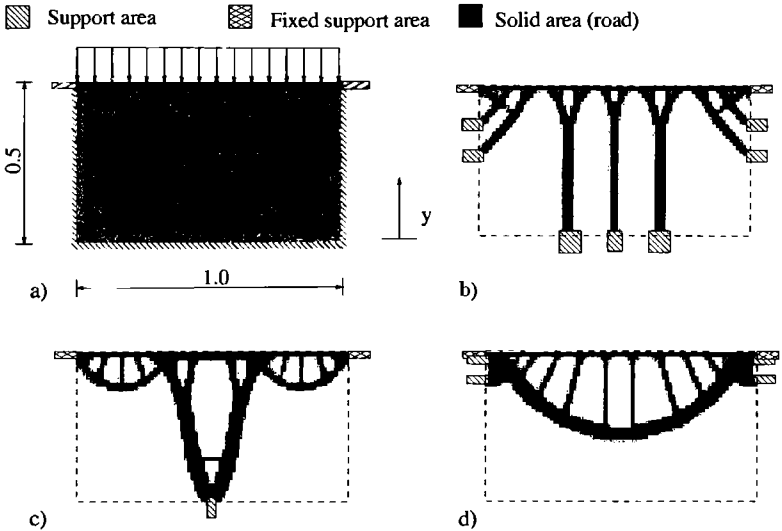 Support area
Fixed support area
Solid area (road)
0.5
y
1.0
a)
b)
c)
d)